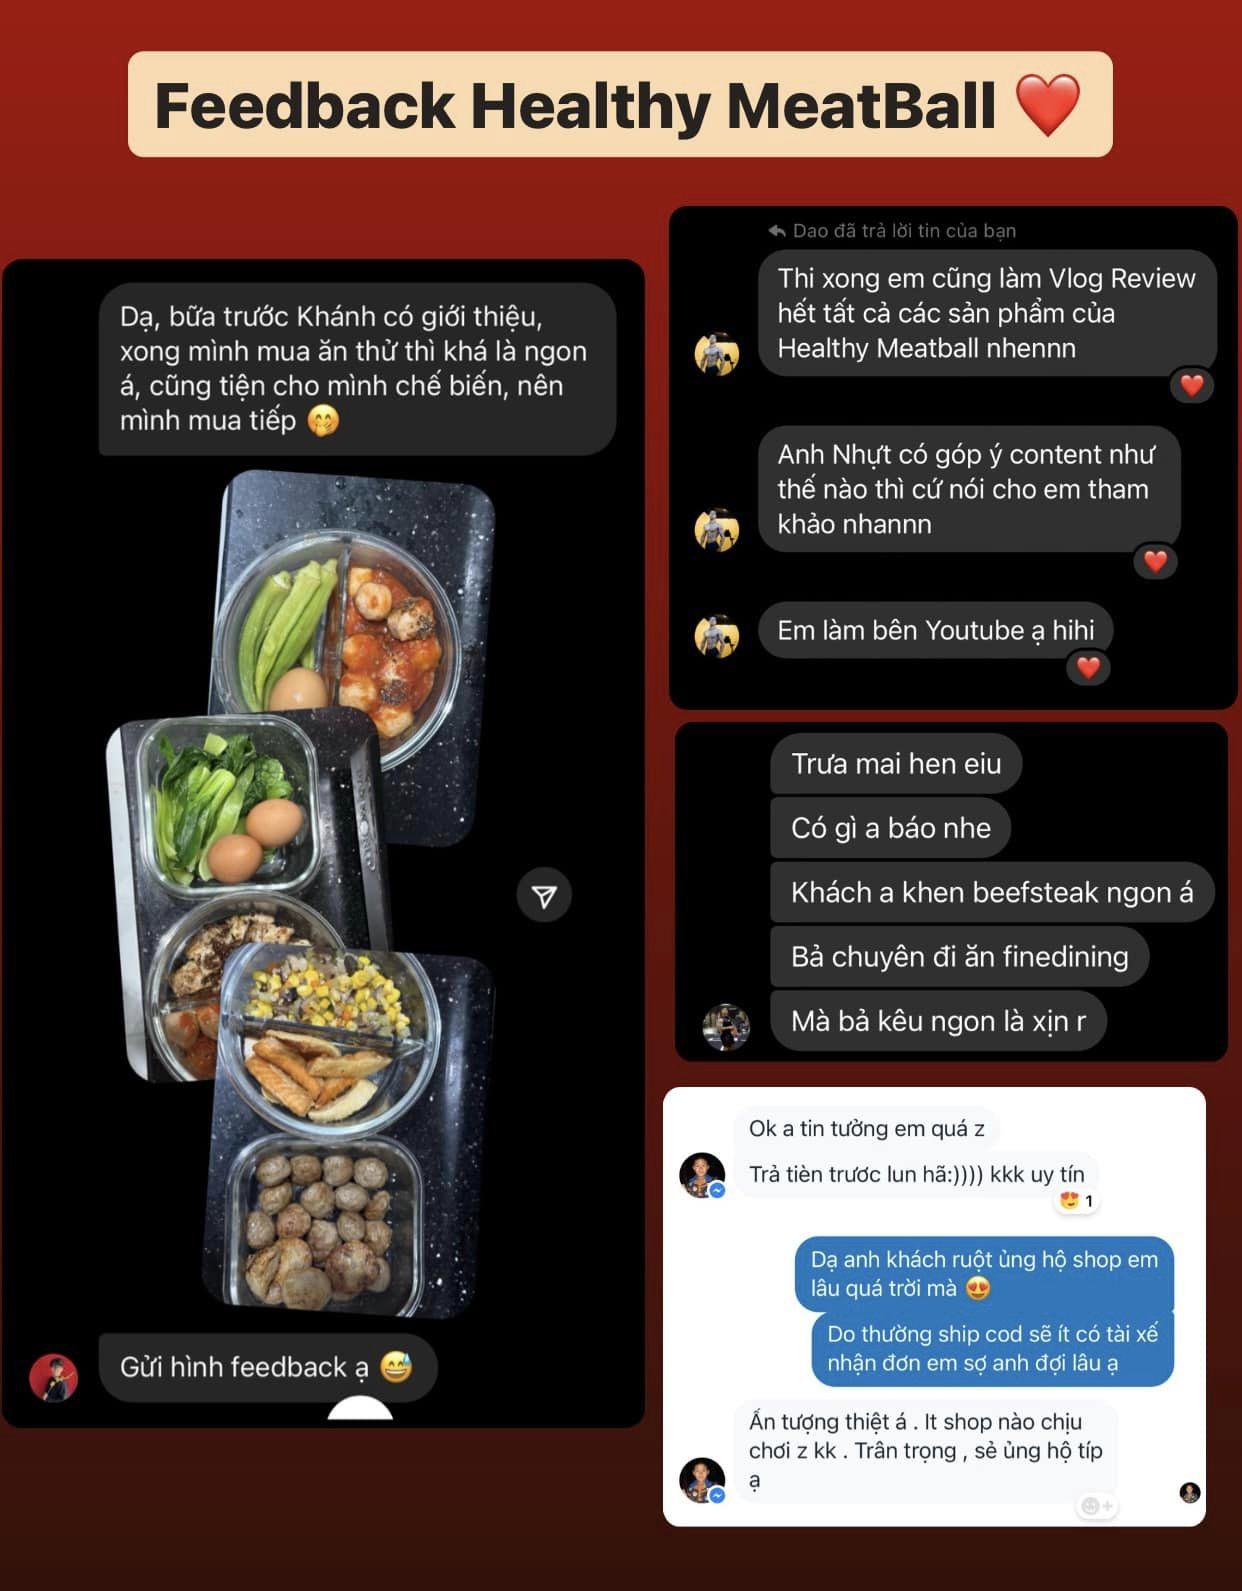 Feedback Healthy MeatBall ❤️
Dạ, bữa trước Khánh có giới thiệu,
xong mình mua ăn thử thì khá là ngon
á, cũng tiện cho mình chế biến, nên
mình mua tiếp 🤭
Gửi hình feedback ạ 😅
Dao đã trả lời tin của bạn
Thi xong em cũng làm Vlog Review
hết tất cả các sản phẩm của
Healthy Meatball nhennn
❤️
Anh Nhựt có góp ý content như
thế nào thì cứ nói cho em tham
khảo nhannn
❤️
Em làm bên Youtube ạ hihi
❤️
Trưa mai hen eiu
Có gì a báo nhe
Khách a khen beefsteak ngon á
Bả chuyên đi ăn finedining
Mà bả kêu ngon là xịn r
Ok a tin tưởng em quá z
Trả tièn trươc lun hã:)))) kkk uy tín
😍 1
Dạ anh khách ruột ủng hộ shop em
lâu quá trời mà 😍
Do thường ship cod sẽ ít có tài xế
nhận đơn em sợ anh đợi lâu ạ
Ấn tượng thiệt á . It shop nào chịu
chơi z kk . Trân trọng , sẻ ủng hộ típ
ạ